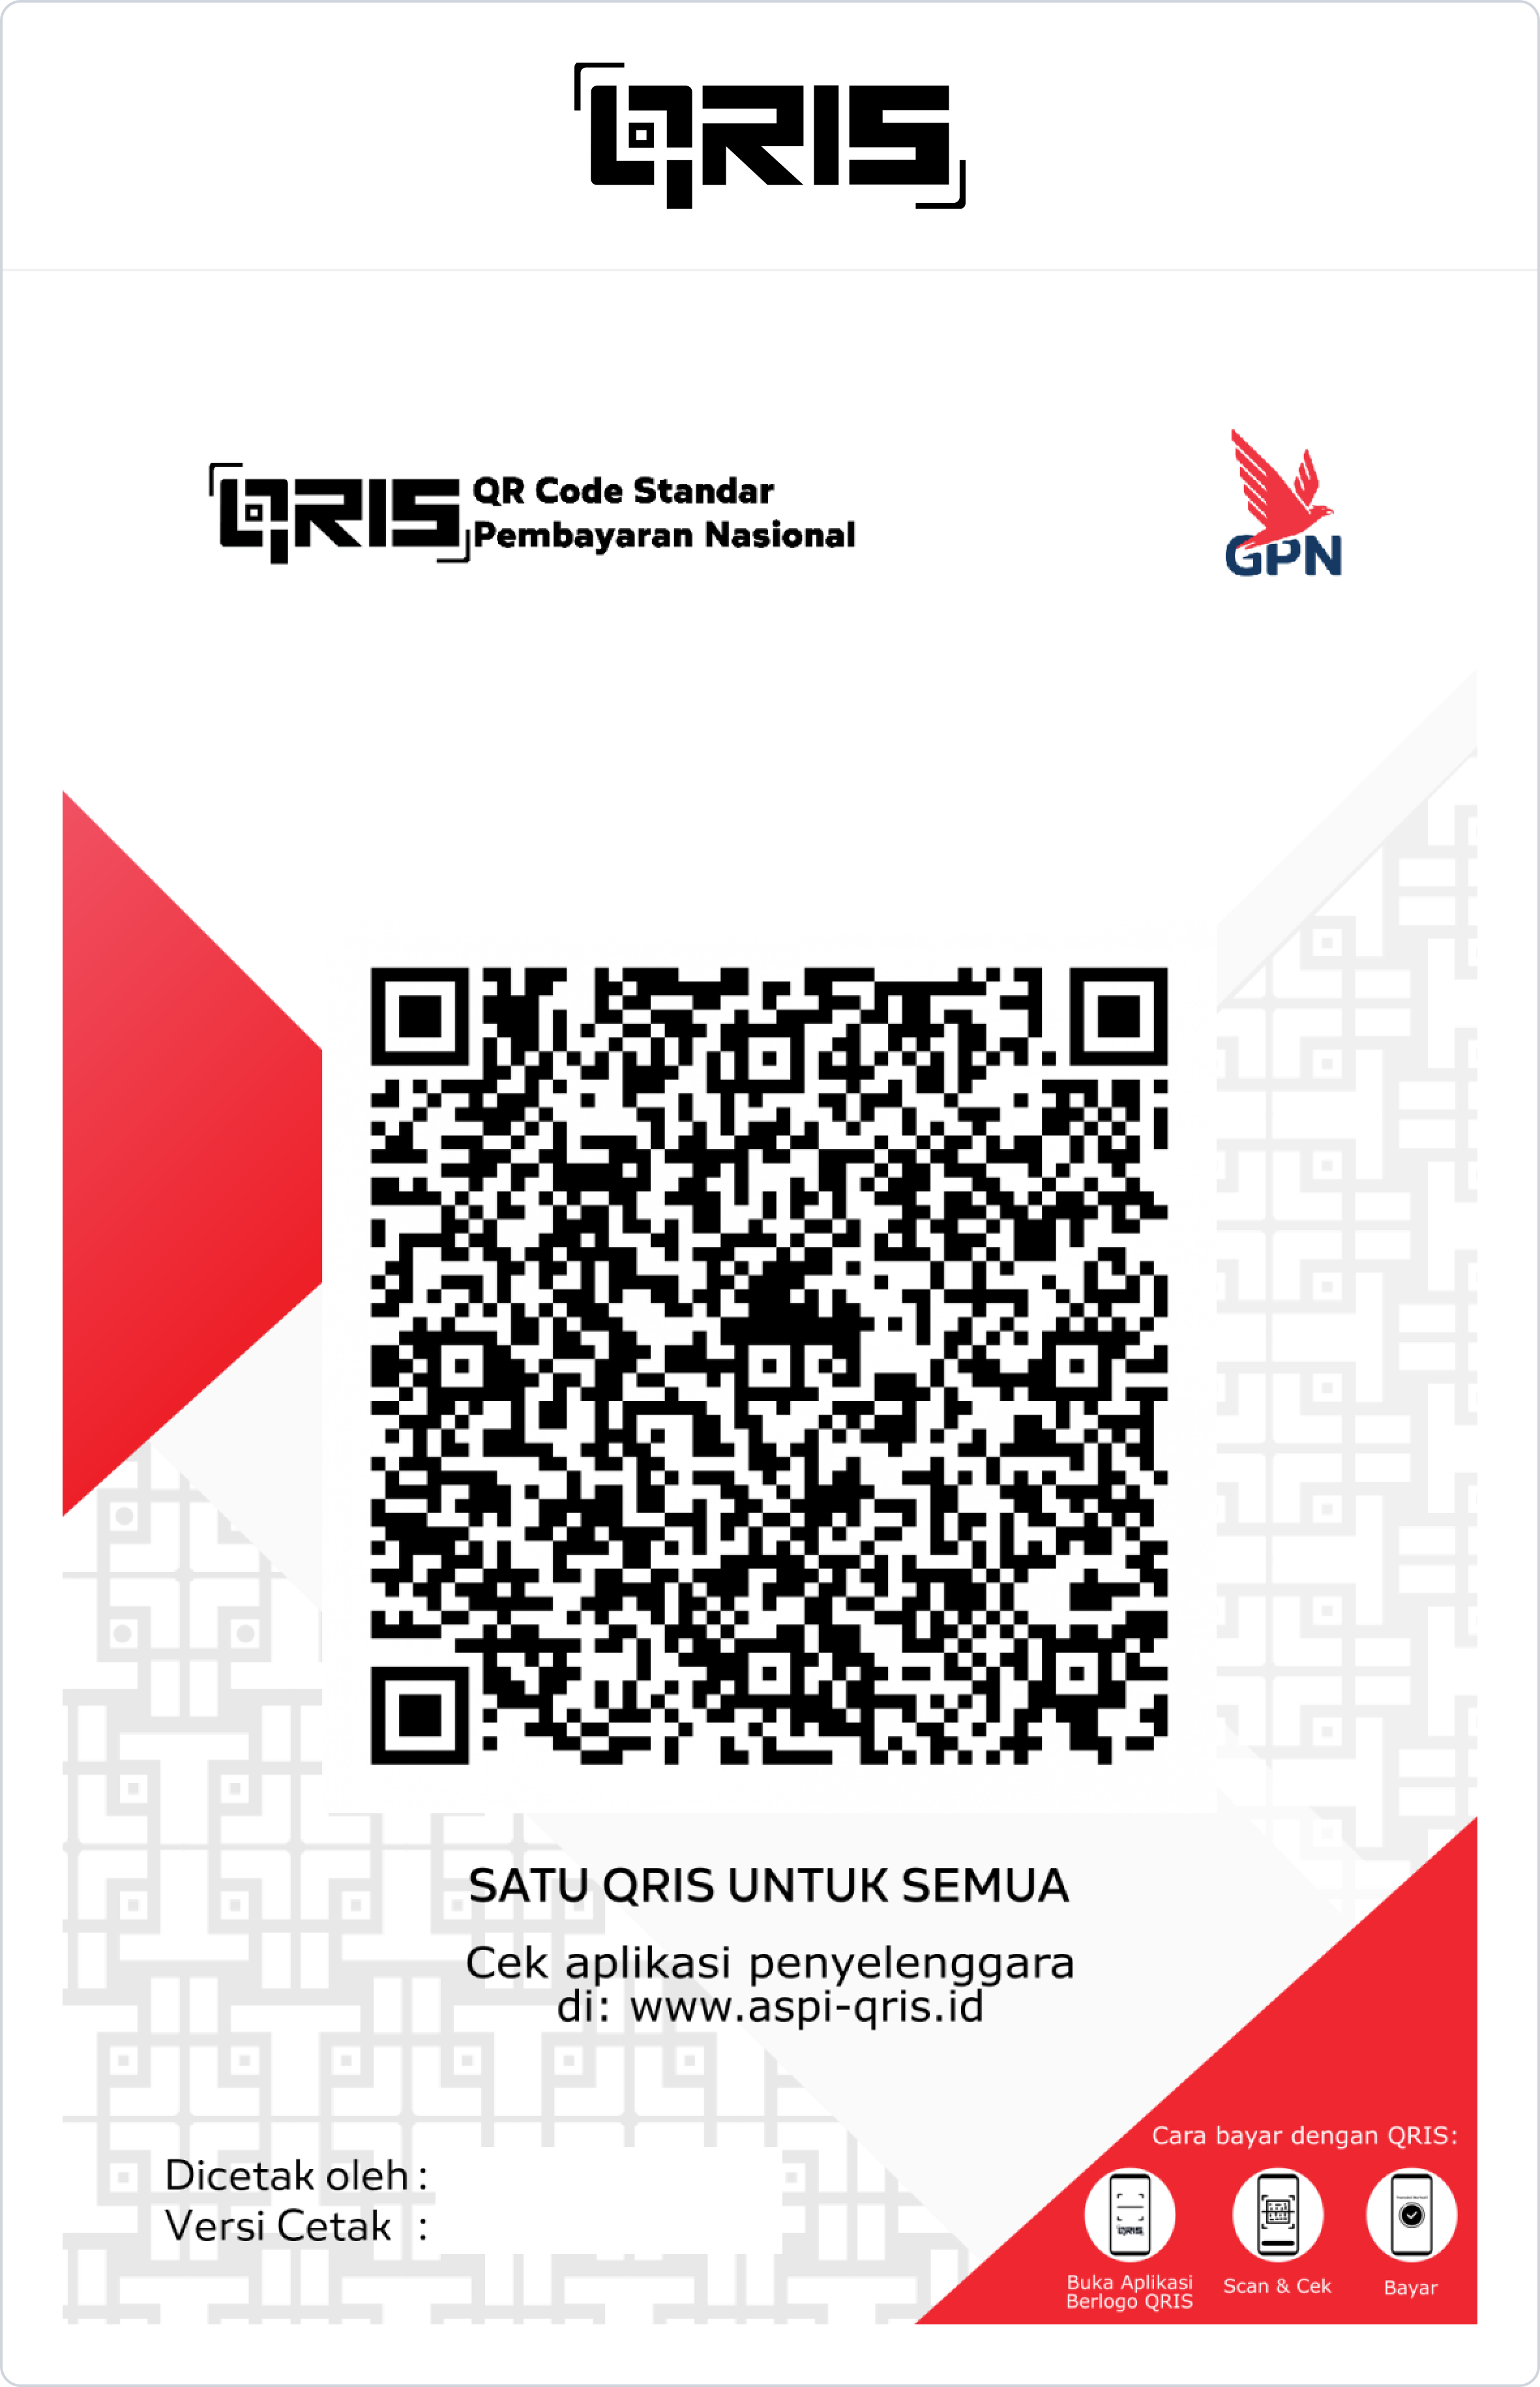 QRIS
QRIS QR Code Standar
Pembayaran Nasional
GPN
SATU QRIS UNTUK SEMUA
Cek aplikasi penyelenggara
di: www.aspi-qris.id
Dicetak oleh :
Versi Cetak :
Cara bayar dengan QRIS:
QRIS
Buka Aplikasi
Berlogo QRIS
Scan & Cek
Bayar